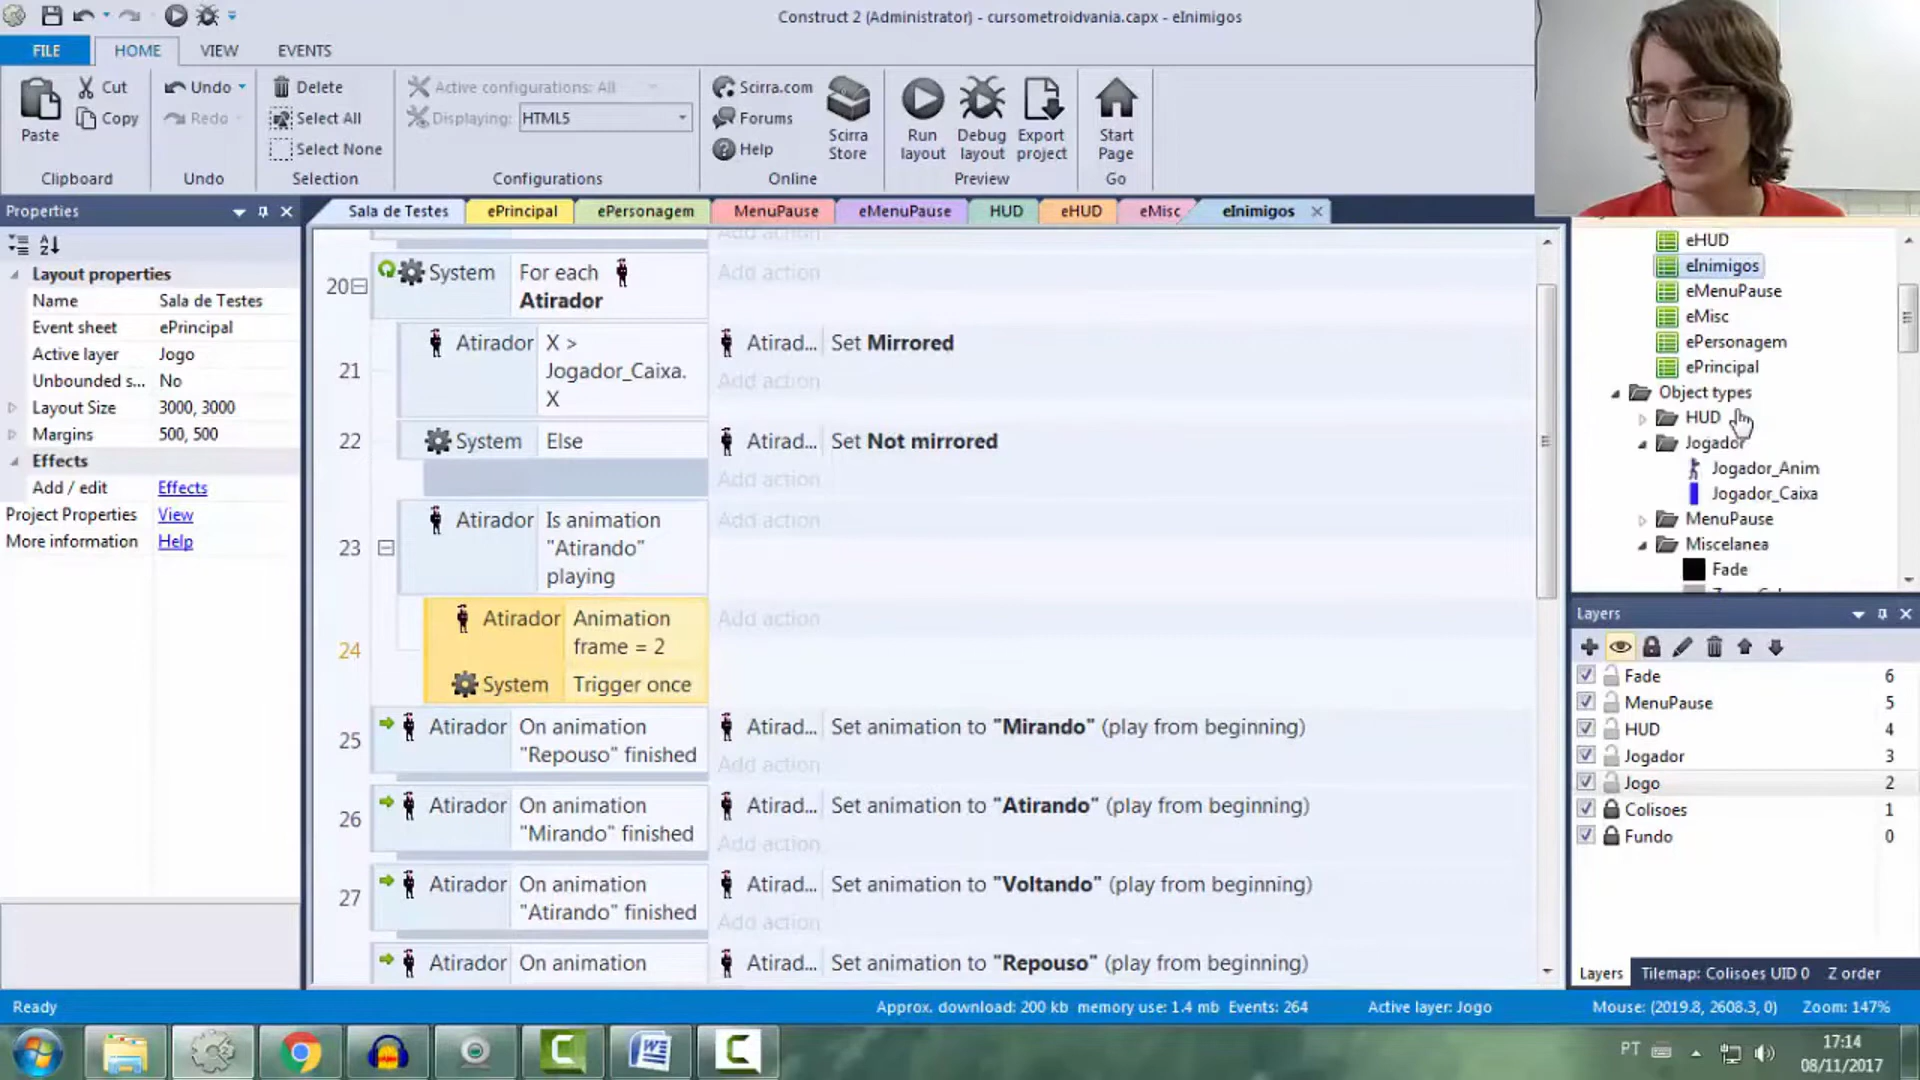 Construct 2 (Administrator) - cursometroidvania.capx - eInimigos
FILE HOME VIEW EVENTS
Paste
Cut
Copy
Clipboard
Undo
Redo
Undo
Delete
Select All
Select None
Selection
Active configurations: All
Displaying: HTML5
Configurations
Scirra.com
Forums
Help
Scirra Store
Online
Run layout
Debug layout
Export project
Preview
Start Page
Go
Properties
Sala de Testes ePrincipal ePersonagem MenuPause eMenuPause HUD eHUD eMisc eInimigos
Layout properties
Name Sala de Testes
Event sheet ePrincipal
Active layer Jogo
Unbounded s... No
Layout Size 3000, 3000
Margins 500, 500
Effects
Add / edit Effects
Project Properties View
More information Help
Add action
20 System For each Add action
Atirador
21 Atirador X > Jogador_Caixa. X Atirad... Set Mirrored
Add action
22 System Else Atirad... Set Not mirrored
Add action
23 Atirador Is animation "Atirando" playing Add action
24 Atirador Animation frame = 2 Add action
System Trigger once
25 Atirador On animation "Repouso" finished Atirad... Set animation to "Mirando" (play from beginning)
Add action
26 Atirador On animation "Mirando" finished Atirad... Set animation to "Atirando" (play from beginning)
Add action
27 Atirador On animation "Atirando" finished Atirad... Set animation to "Voltando" (play from beginning)
Add action
Atirador On animation Atirad... Set animation to "Repouso" (play from beginning)
eHUD
eInimigos
eMenuPause
eMisc
ePersonagem
ePrincipal
Object types
HUD
Jogador
Jogador_Anim
Jogador_Caixa
MenuPause
Miscelanea
Fade
Layers
Fade 6
MenuPause 5
HUD 4
Jogador 3
Jogo 2
Colisoes 1
Fundo 0
Layers Tilemap: Colisoes UID 0 Z order
Ready Approx. download: 200 kb memory use: 1.4 mb Events: 264 Active layer: Jogo Mouse: (2019.8, 2608.3, 0) Zoom: 147%
PT
17:14
08/11/2017